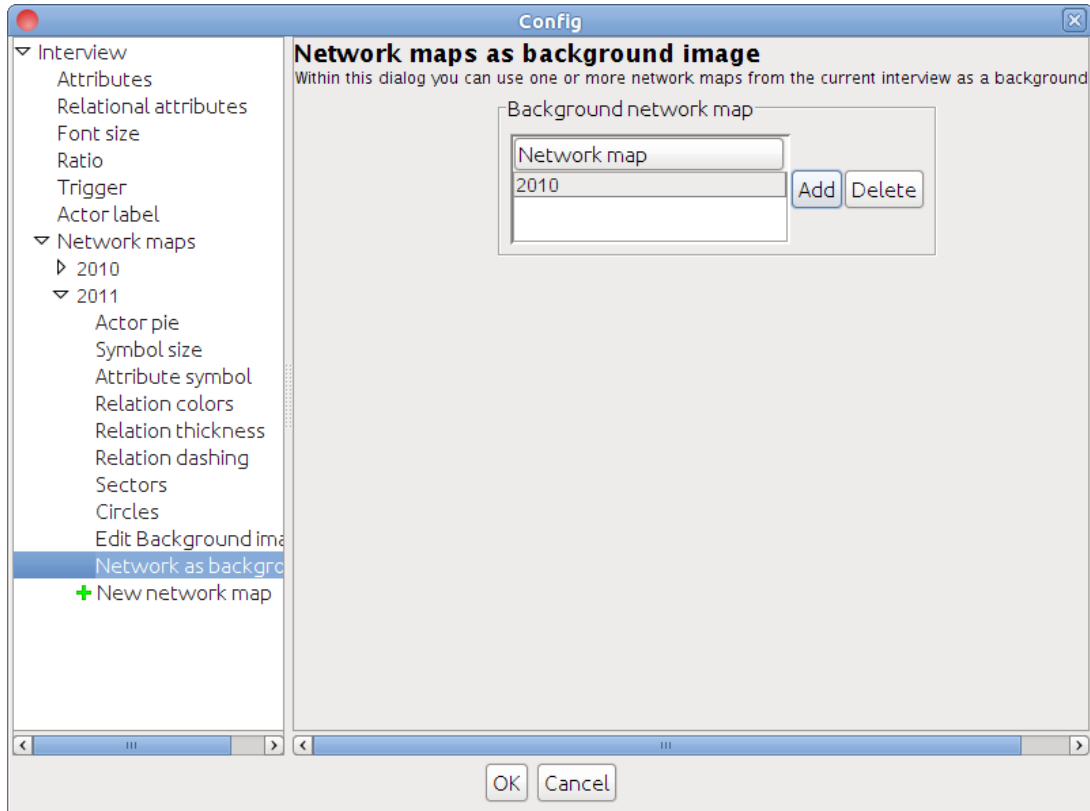 Config
Interview
Attributes
Relational attributes
Font size
Ratio
Trigger
Actor label
Network maps
2010
2011
Actor pie
Symbol size
Attribute symbol
Relation colors
Relation thickness
Relation dashing
Sectors
Circles
Edit Background ima
Network as backgro
New network map
Network maps as background image
Within this dialog you can use one or more network maps from the current interview as a background
Background network map
Network map
2010
Add
Delete
OK
Cancel